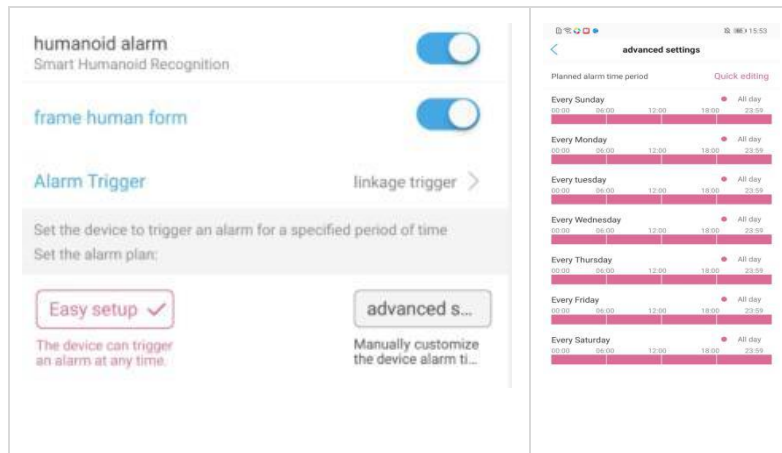 humanoid alarm
Smart Humanoid Recognition
frame human form
Alarm Trigger
linkage trigger >
Set the device to trigger an alarm for a specified period of time
Set the alarm plan:
Easy setup ✓
The device can trigger
an alarm at any time.
advanced s...
Manually customize
the device alarm ti...
15:53
advanced settings
Planned alarm time period Quick editing
Every Sunday All day
00:00 06:00 12:00 18:00 23:59
Every Monday All day
00:00 06:00 12:00 18:00 23:59
Every tuesday All day
00:00 06:00 12:00 18:00 23:59
Every Wednesday All day
00:00 06:00 12:00 18:00 23:59
Every Thursday All day
00:00 06:00 12:00 18:00 23:59
Every Friday All day
00:00 06:00 12:00 18:00 23:59
Every Saturday All day
00:00 06:00 12:00 18:00 23:59